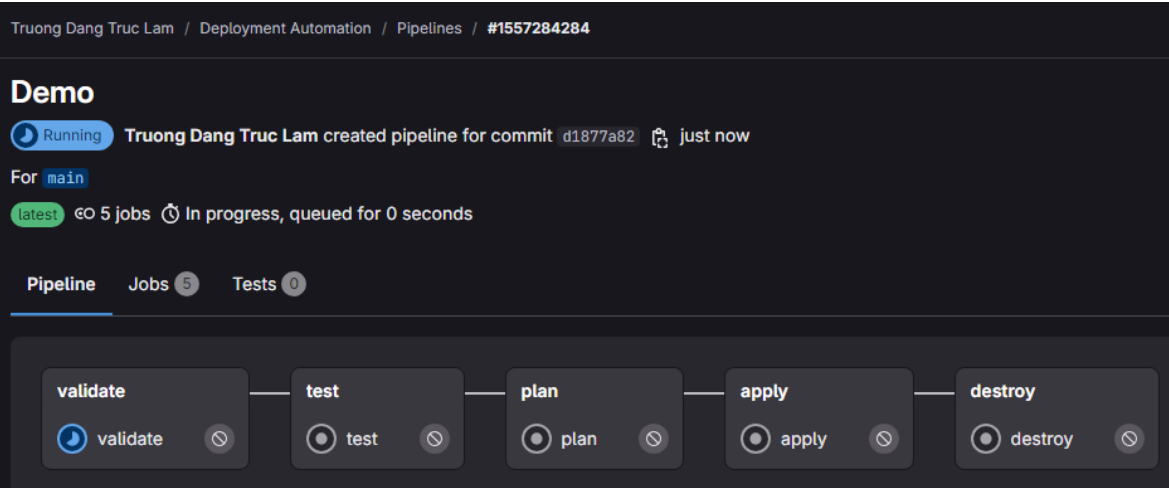 Truong Dang Truc Lam / Deployment Automation / Pipelines / #1557284284
Demo
Running Truong Dang Truc Lam created pipeline for commit d1877a82 just now
For main
latest 5 jobs In progress, queued for 0 seconds
Pipeline Jobs 5 Tests 0
validate test plan apply destroy
validate test plan apply destroy